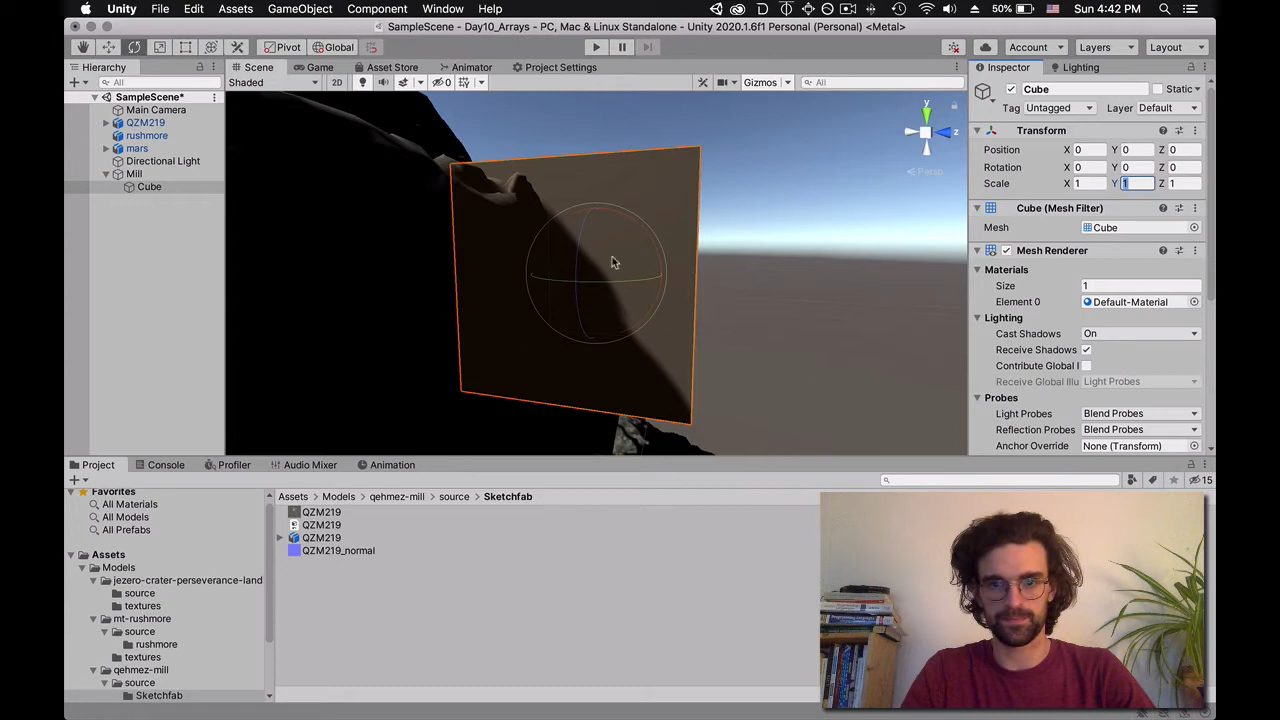 Unity File Edit Assets GameObject Component Window Help 50% Sun 4:42 PM
SampleScene - Day10_Arrays - PC, Mac & Linux Standalone - Unity 2020.1.6f1 Personal (Personal) <Metal>
Pivot Global Account Layers Layout
Hierarchy Scene Game Asset Store Animator Project Settings Inspector Lighting
All
Shaded 2D 0 Gizmos All
SampleScene*
Main Camera
QZM219
rushmore
mars
Directional Light
Mill
Cube
y
z
Persp
Cube Static
Tag Untagged Layer Default
Transform
Position X 0 Y 0 Z 0
Rotation X 0 Y 0 Z 0
Scale X 1 Y 1 Z 1
Cube (Mesh Filter)
Mesh Cube
Mesh Renderer
Materials
Size 1
Element 0 Default-Material
Lighting
Cast Shadows On
Receive Shadows
Contribute Global I
Receive Global Illu Light Probes
Probes
Light Probes Blend Probes
Reflection Probes Blend Probes
Anchor Override None (Transform)
Project Console Profiler Audio Mixer Animation
15
Favorites
All Materials
All Models
All Prefabs
Assets
Models
jezero-crater-perseverance-land
source
textures
mt-rushmore
source
rushmore
textures
qehmez-mill
source
Sketchfab
Assets Models qehmez-mill source Sketchfab
QZM219
QZM219
QZM219
QZM219_normal